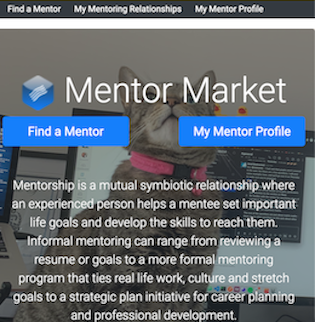 Find a Mentor My Mentoring Relationships My Mentor Profile
Mentor Market
Find a Mentor My Mentor Profile
Mentorship is a mutual symbiotic relationship where
an experienced person helps a mentee set important
life goals and develop the skills to reach them.
Informal mentoring can range from reviewing a
resume or goals to a more formal mentoring
program that ties real life work, culture and stretch
goals to a strategic plan initiative for career planning
and professional development.